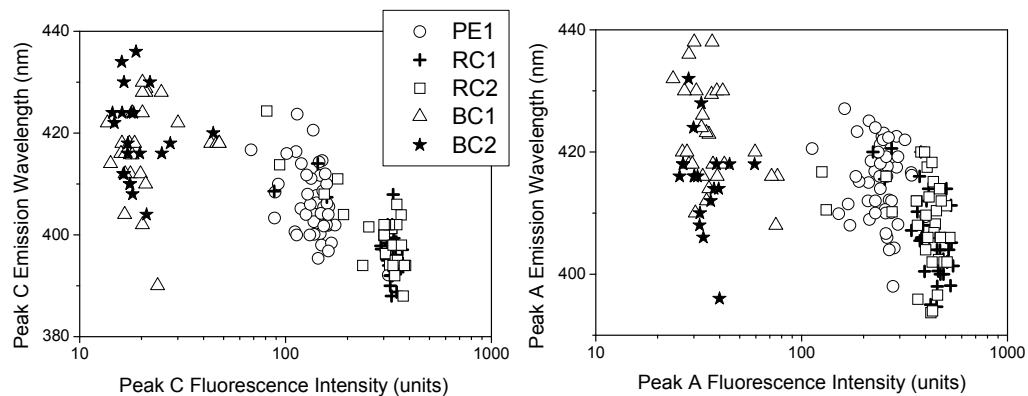 440
420
400
380
10
100
1000
Peak C Emission Wavelength (nm)
Peak C Fluorescence Intensity (units)
PE1
RC1
RC2
BC1
BC2
440
420
400
10
100
1000
Peak A Emission Wavelength (nm)
Peak A Fluorescence Intensity (units)